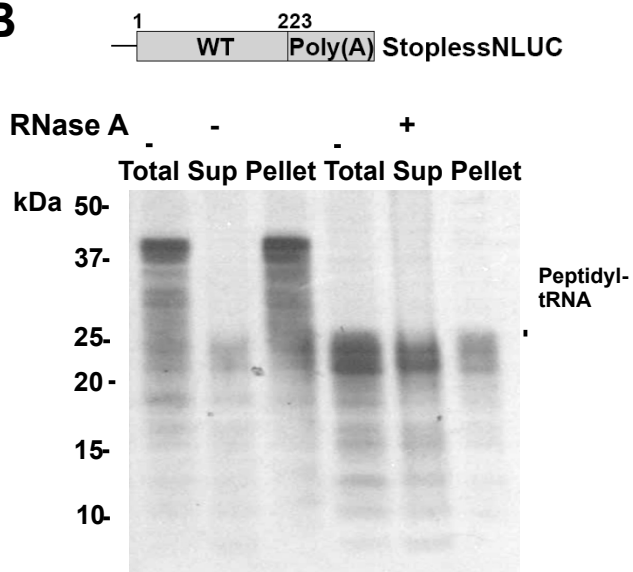 B
1 223
WT Poly(A) StoplessNLUC
RNase A - +
- -
Total Sup Pellet Total Sup Pellet
kDa 50-
37-
25-
20-
15-
10-
Peptidyl-
tRNA